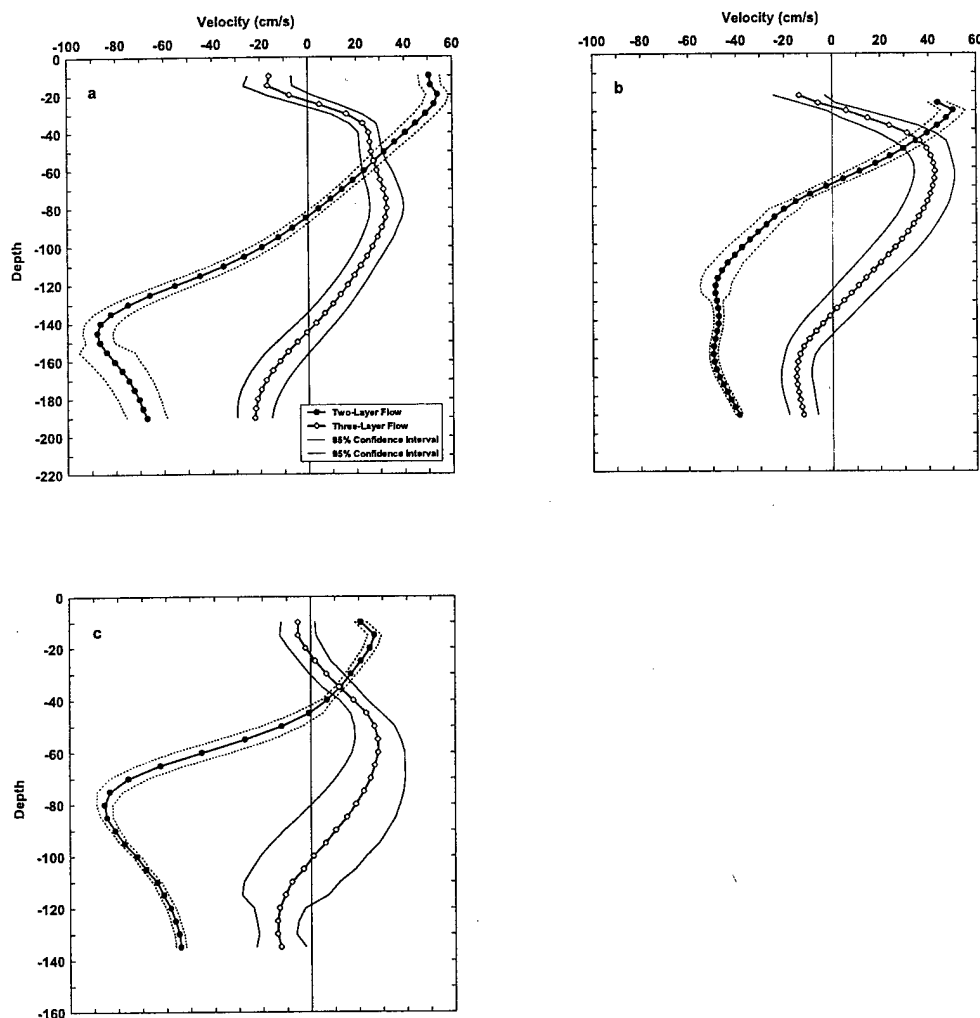 Velocity (cm/s)
-100 -80 -60 -40 -20 0 20 40 60
a
Depth
0
-20
-40
-60
-80
-100
-120
-140
-160
-180
-200
-220
Two-Layer Flow
Three-Layer Flow
95% Confidence Interval
95% Confidence Interval
Velocity (cm/s)
-100 -80 -60 -40 -20 0 20 40 60
b
c
Depth
0
-20
-40
-60
-80
-100
-120
-140
-160